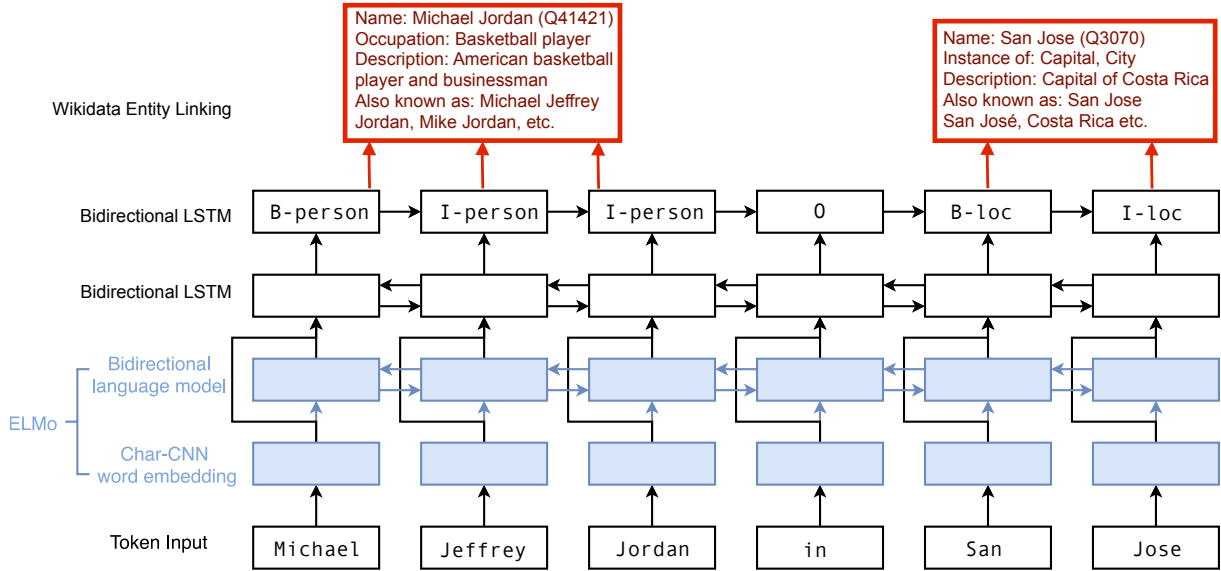 Name: Michael Jordan (Q41421)
Occupation: Basketball player
Description: American basketball
player and businessman
Also known as: Michael Jeffrey
Jordan, Mike Jordan, etc.
Name: San Jose (Q3070)
Instance of: Capital, City
Description: Capital of Costa Rica
Also known as: San Jose
San José, Costa Rica etc.
Wikidata Entity Linking
Bidirectional LSTM
B-person I-person I-person O B-loc I-loc
Bidirectional LSTM
Bidirectional
language model
ELMo
Char-CNN
word embedding
Token Input
Michael Jeffrey Jordan in San Jose